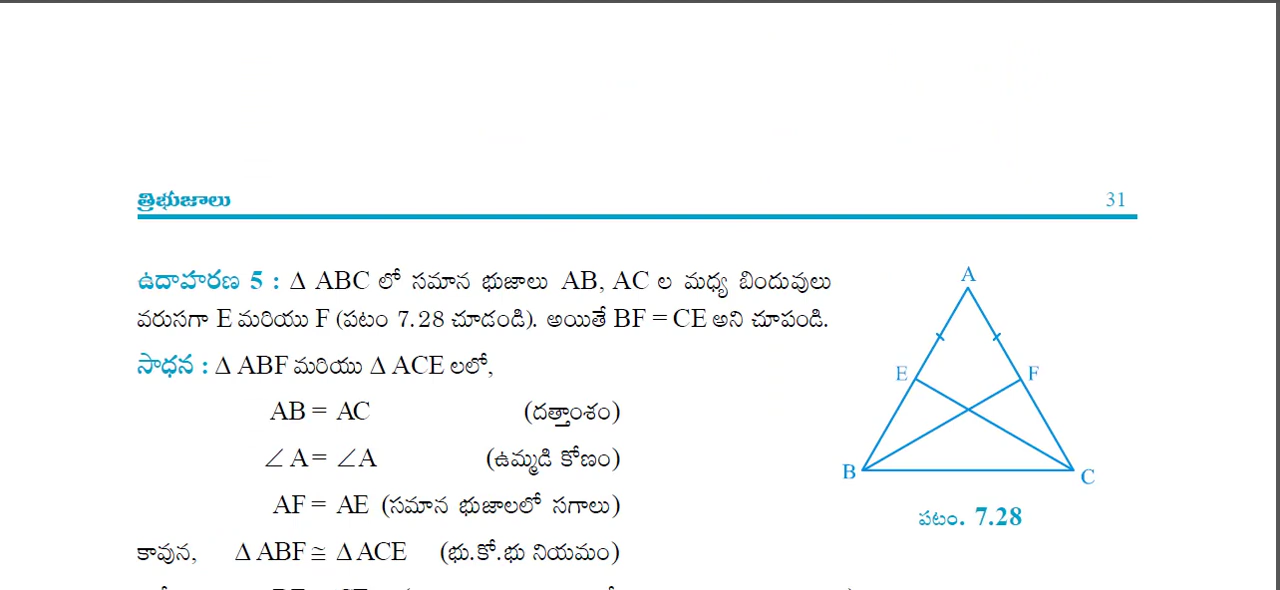 త్రిభుజాలు 31
ఉదాహరణ 5 : Δ ABC లో సమాన భుజాలు AB, AC ల మధ్య బిందువులు
వరుసగా E మరియు F (పటం 7.28 చూడండి). అయితే BF = CE అని చూపండి.
సాధన : Δ ABF మరియు Δ ACE లలో,
AB = AC (దత్తాంశం)
∠ A= ∠A (ఉమ్మడి కోణం)
AF = AE (సమాన భుజాలలో సగాలు)
కావున, Δ ABF ≅ Δ ACE (భు.కో.భు నియమం)
A
E F
B C
పటం. 7.28